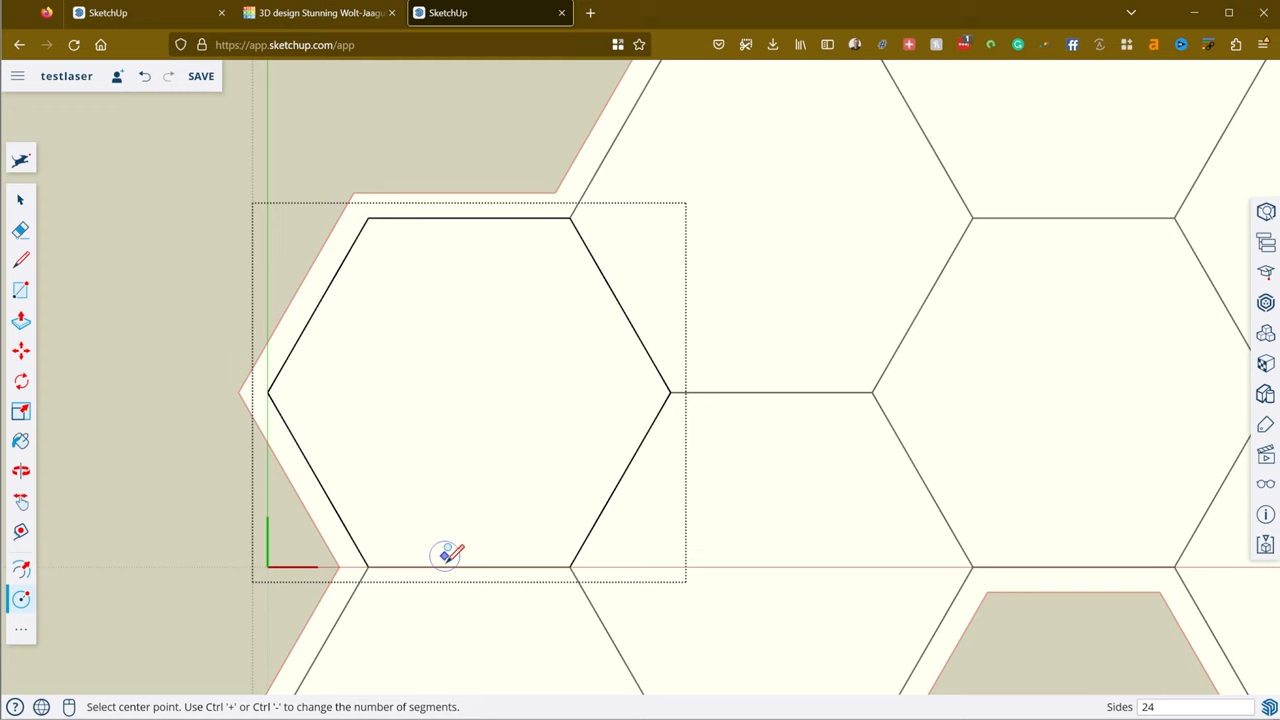 SketchUp
3D design Stunning Wolt-Jaagu
SketchUp
https://app.sketchup.com/app
testlaser
SAVE
Select center point. Use Ctrl '+' or Ctrl '-' to change the number of segments.
Sides
24